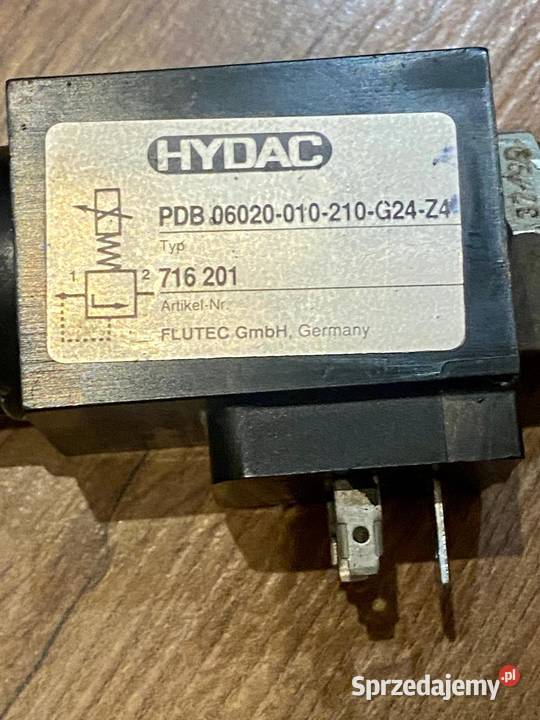 HYDAC
PDB 06020-010-210-G24-Z4
Typ
1 2
716 201
Artikel-Nr.
FLUTEC GmbH, Germany
Sprzedajemy.pl